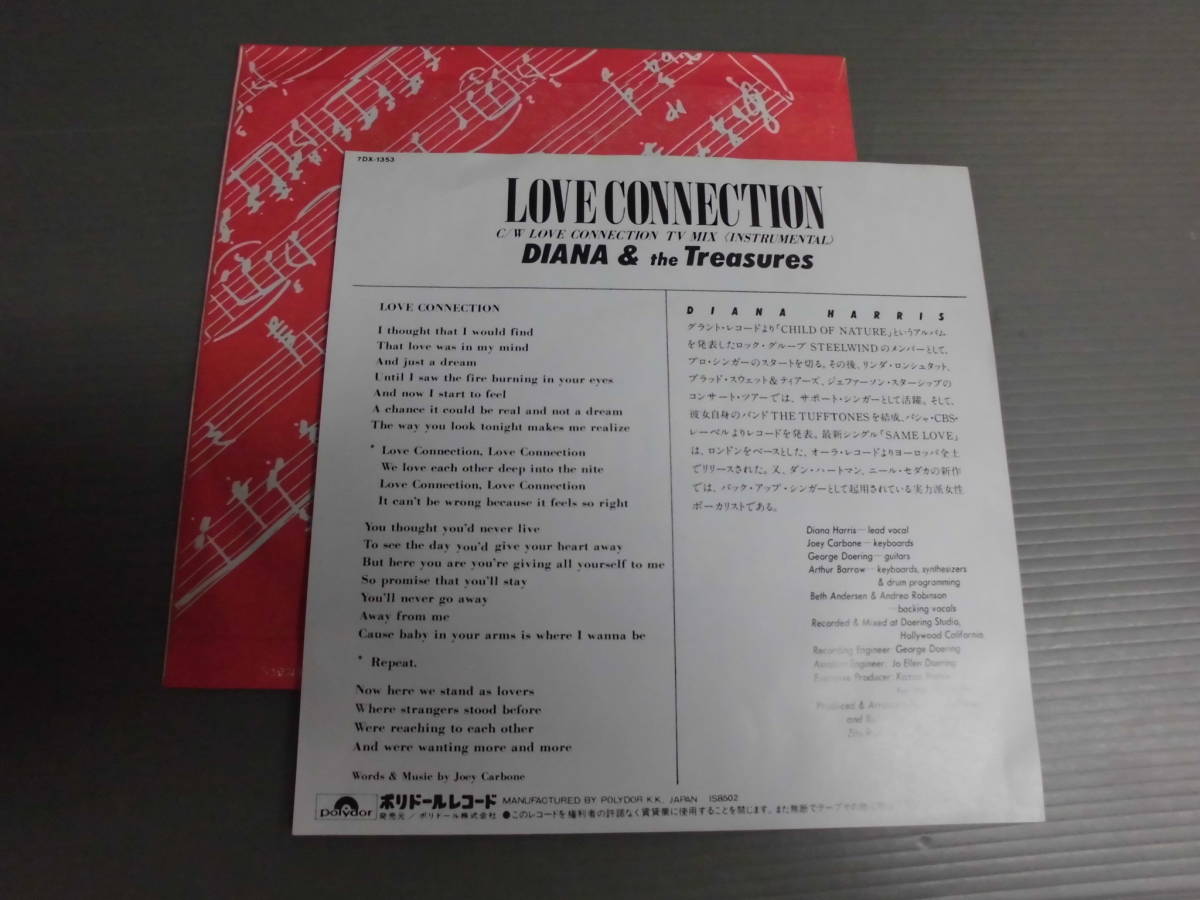 7DX-1353
LOVE CONNECTION
C/W LOVE CONNECTION TV MIX (INSTRUMENTAL)
DIANA & the Treasures
LOVE CONNECTION
I thought that I would find
That love was in my mind
And just a dream
Until I saw the fire burning in your eyes
And now I start to feel
A chance it could be real and not a dream
The way you look tonight makes me realize
* Love Connection, Love Connection
We love each other deep into the nite
Love Connection, Love Connection
It can't be wrong because it feels so right
You thought you'd never live
To see the day you'd give your heart away
But here you are you're giving all yourself to me
So promise that you'll stay
You'll never go away
Away from me
Cause baby in your arms is where I wanna be
* Repeat.
Now here we stand as lovers
Where strangers stood before
Were reaching to each other
And were wanting more and more
Words & Music by Joey Carbone
DIANA HARRIS
グラント・レコードより「CHILD OF NATURE」というアルバム
を発表したロック・グループ STEELWINDのメンバーとして、
プロ・シンガーのスタートを切る。その後、リンダ・ロンシュタット、
ブラッド・スウェット&ティアーズ、ジェファーソン・スターシップの
コンサート・ツアーでは、サポート・シンガーとして活躍。そして、
彼女自身のバンド THE TUFFTONESを結成、パシャ・CBS-
レーベルよりレコードを発表。最新シングル「SAME LOVE」
は、ロンドンをベースとした、オーラ・レコードよりヨーロッパ全土
でリリースされた。又、ダン・ハートマン、ニール・セダカの新作
では、バック・アップ・シンガーとして起用されている実力派女性
ボーカリストである。
Diana Harris—lead vocal
Joey Carbone—keyboards
George Doering—guitars
Arthur Barrow—keyboards, synthesizers
& drum programming
Beth Andersen & Andrea Robinson
—backing vocals
Recorded & Mixed at Doering Studio,
Hollywood California
Recording Engineer: George Doering
Assistant Engineer: Jo Ellen Doering
Executive Producer:
Produced &
and
polydor
ポリドールレコード
発売元/ポリドール株式会社
MANUFACTURED BY POLYDOR K.K., JAPAN IS8502
●このレコードを権利者の許諾なく賃貸業に使用することを禁じます。また無断でテープその他に